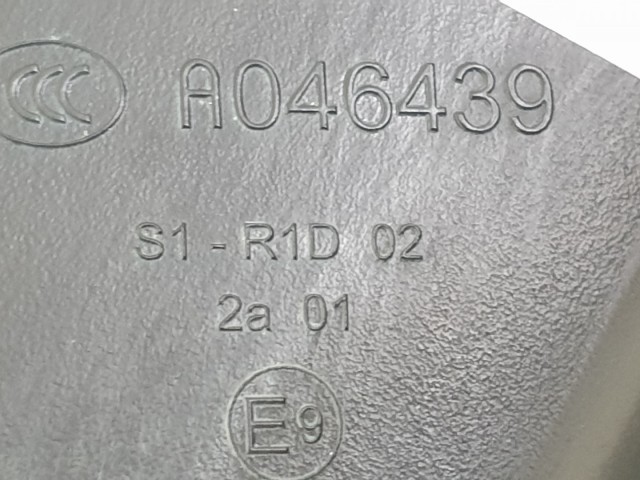 CCC A046439
S1 - R1D 02
2a 01
E9